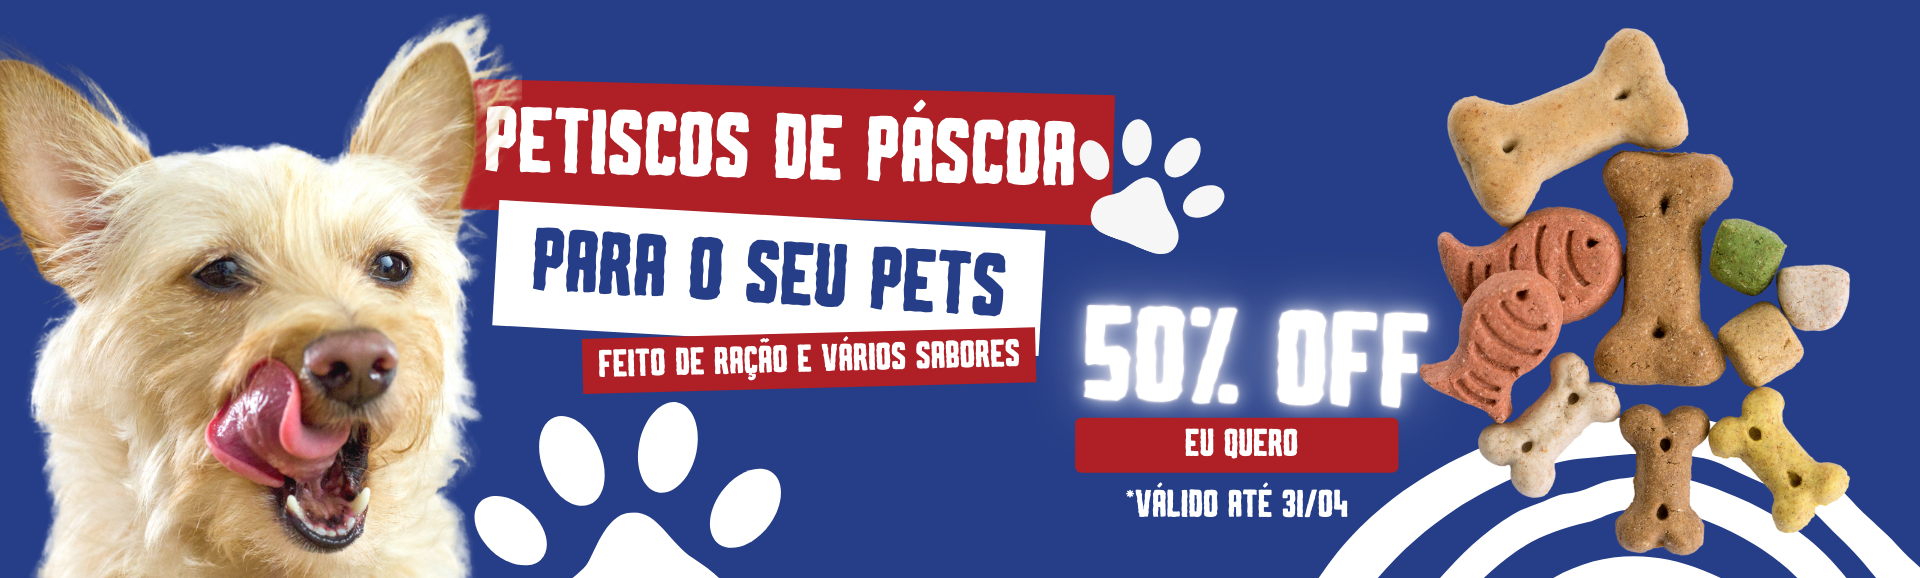 PETISCOS DE PÁSCOA
PARA O SEU PETS
FEITO DE RAÇÃO E VÁRIOS SABORES
50% OFF
EU QUERO
*VÁLIDO ATÉ 31/04